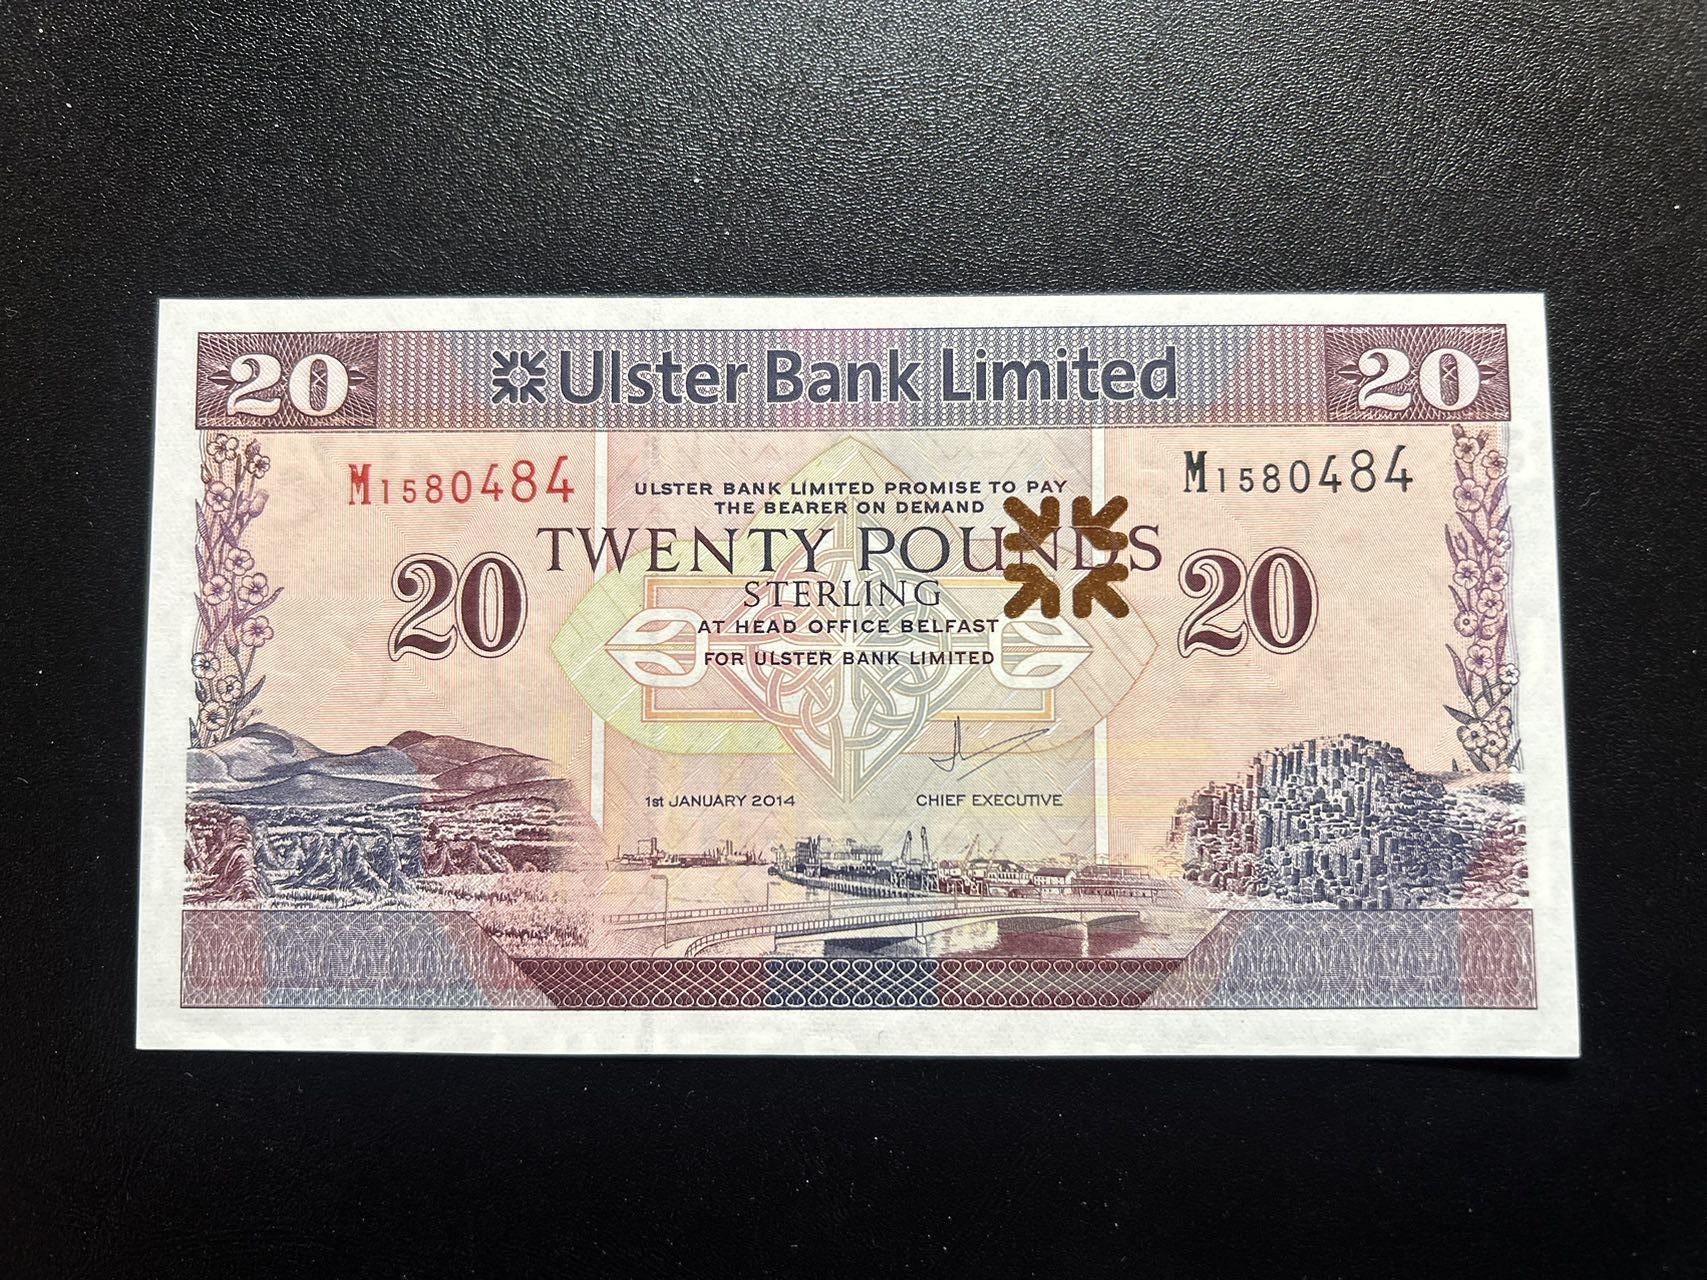 20 Ulster Bank Limited 20
M1580484 M1580484
ULSTER BANK LIMITED PROMISE TO PAY
THE BEARER ON DEMAND
TWENTY POUNDS
20 STERLING 20
AT HEAD OFFICE BELFAST
FOR ULSTER BANK LIMITED
1st JANUARY 2014 CHIEF EXECUTIVE